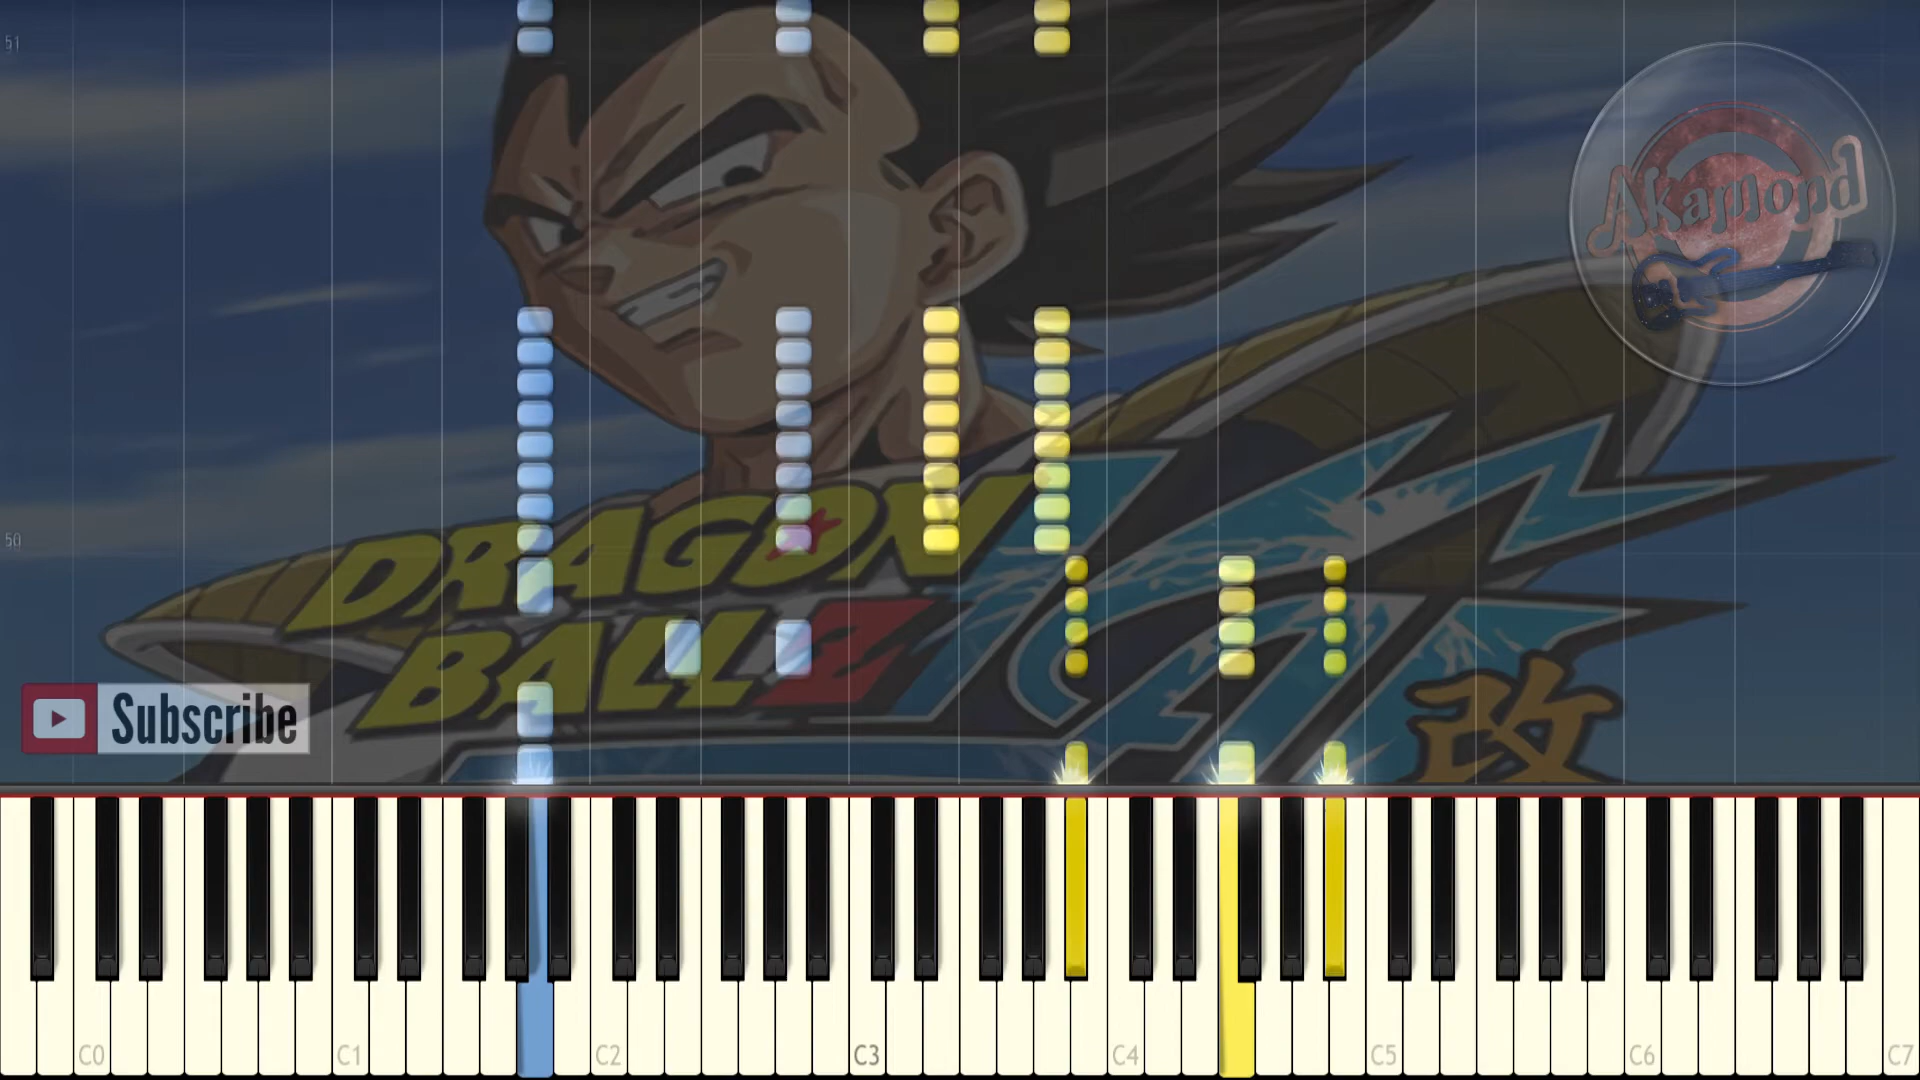 51
Akamond
50
DRAGON
BALL Z
改
Subscribe
C0 C1 C2 C3 C4 C5 C6 C7